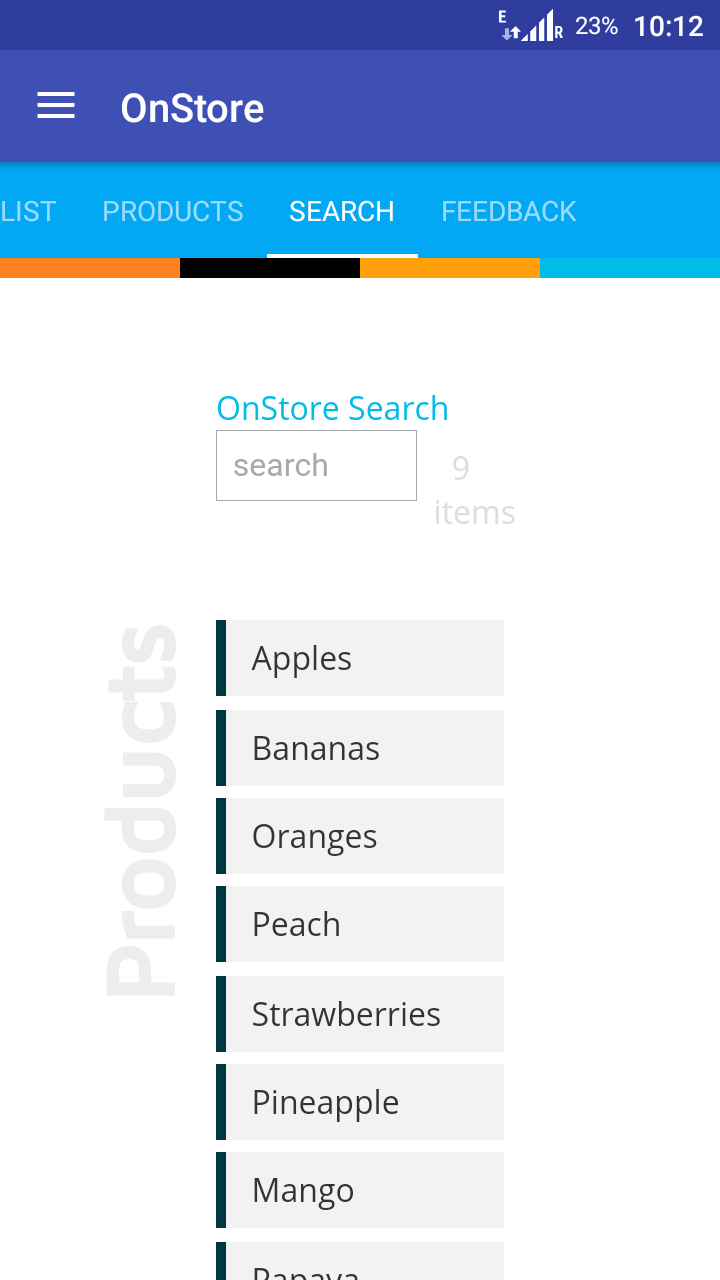 E R 23% 10:12
OnStore
LIST PRODUCTS SEARCH FEEDBACK
OnStore Search
search
9
items
Products
Apples
Bananas
Oranges
Peach
Strawberries
Pineapple
Mango
Papaya